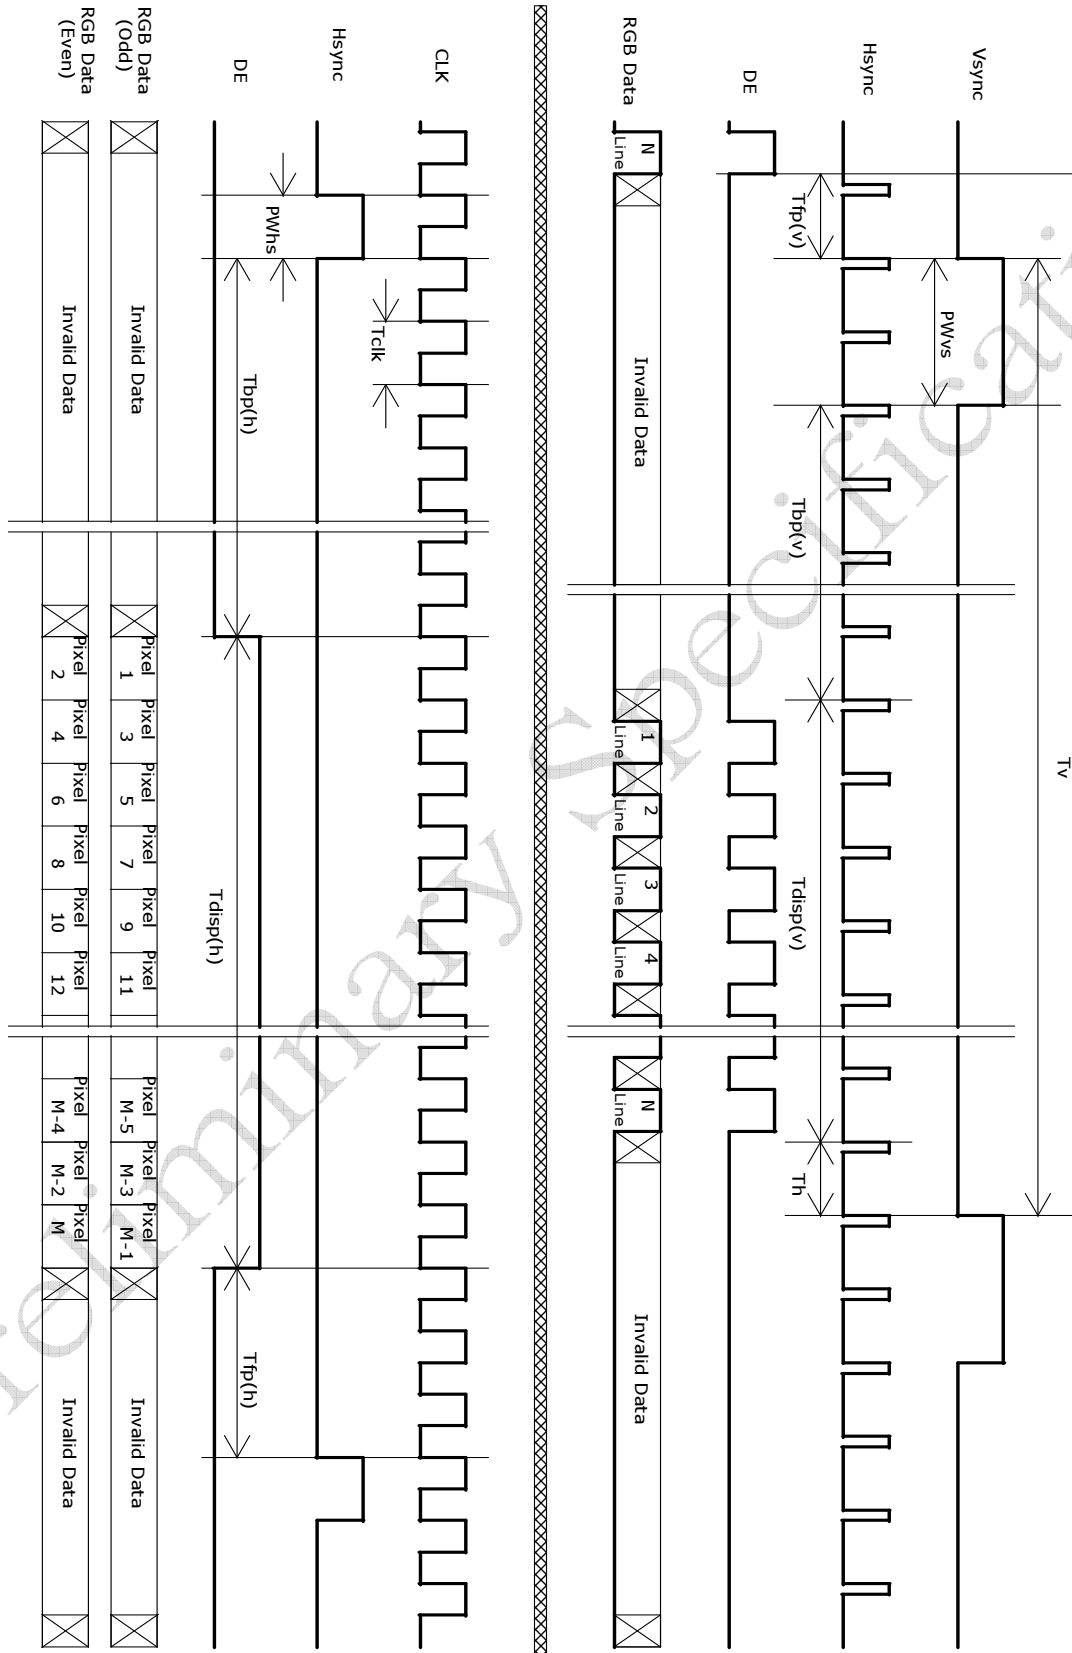 Tv
Vsync
PWvs
Hsync
Tfp(v)
Tbp(v)
Tdisp(v)
Th
DE
RGB Data
N
Line
Invalid Data
1
Line
2
Line
3
Line
4
Line
N
Line
Invalid Data
CLK
Tclk
Hsync
PWhs
DE
Tbp(h)
Tdisp(h)
Tfp(h)
RGB Data
(Odd)
Invalid Data
Pixel
1
Pixel
3
Pixel
5
Pixel
7
Pixel
9
Pixel
11
Pixel
M-5
Pixel
M-3
Pixel
M-1
Invalid Data
RGB Data
(Even)
Invalid Data
Pixel
2
Pixel
4
Pixel
6
Pixel
8
Pixel
10
Pixel
12
Pixel
M-4
Pixel
M-2
Pixel
M
Invalid Data
reliminary Specificati